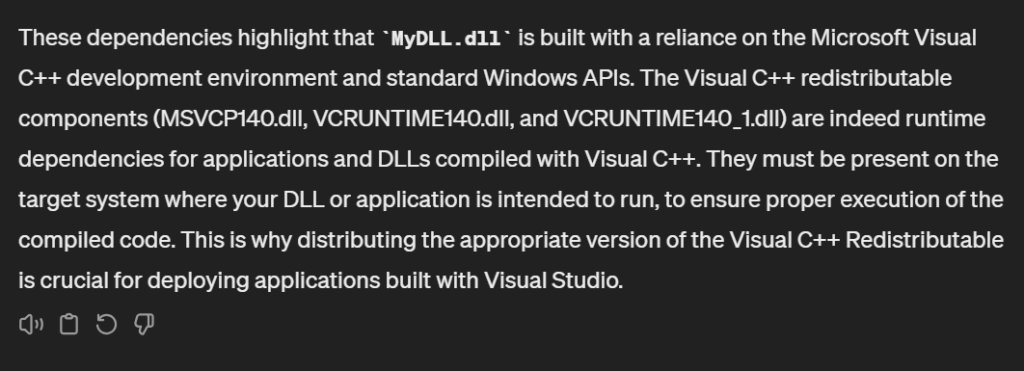 These dependencies highlight that `MyDLL.dll` is built with a reliance on the Microsoft Visual
C++ development environment and standard Windows APIs. The Visual C++ redistributable
components (MSVCP140.dll, VCRUNTIME140.dll, and VCRUNTIME140_1.dll) are indeed runtime
dependencies for applications and DLLs compiled with Visual C++. They must be present on the
target system where your DLL or application is intended to run, to ensure proper execution of the
compiled code. This is why distributing the appropriate version of the Visual C++ Redistributable
is crucial for deploying applications built with Visual Studio.